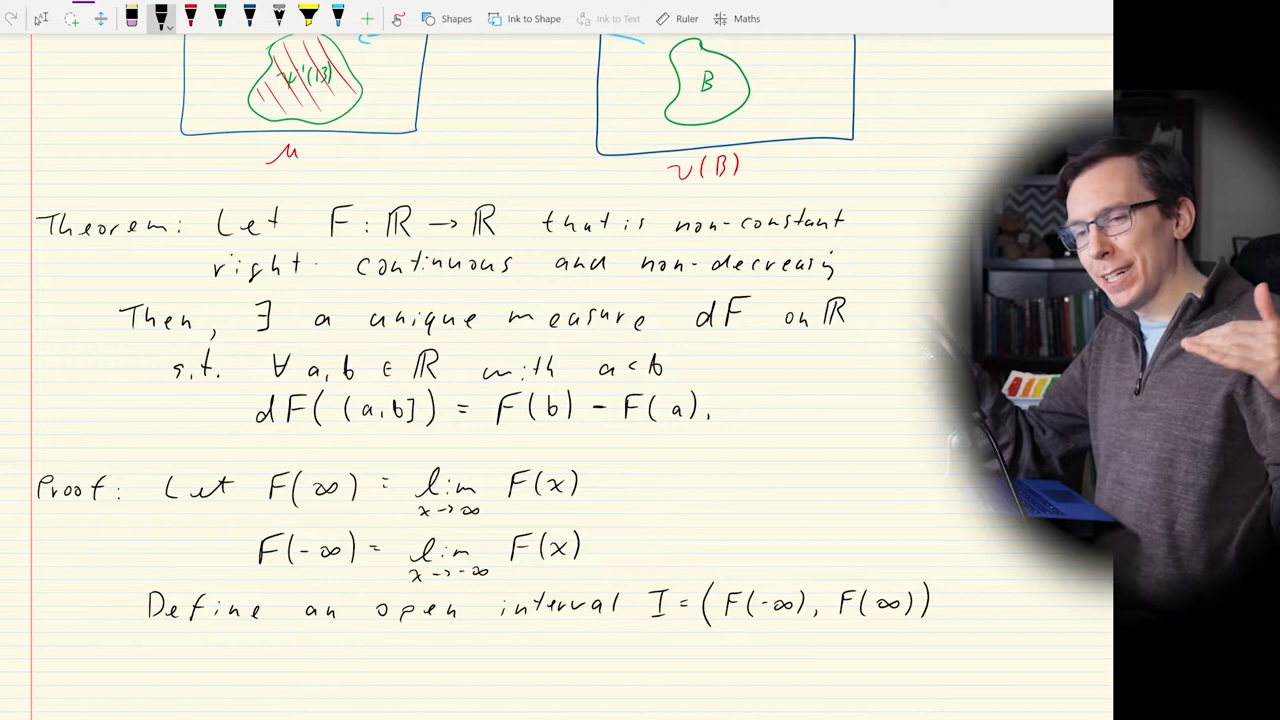 Shapes Ink to Shape Ink to Text Ruler Maths
ψ⁻¹(B) B
μ ν(B)
Theorem: Let F : ℝ → ℝ that is non-constant
right-continuous and non-decreasing
Then, ∃ a unique measure dF on ℝ
s.t. ∀ a, b ∈ ℝ with a < b
dF((a,b]) = F(b) - F(a).
Proof: Let F(∞) = lim F(x)
x→∞
F(-∞) = lim F(x)
x→-∞
Define an open interval I = (F(-∞), F(∞))